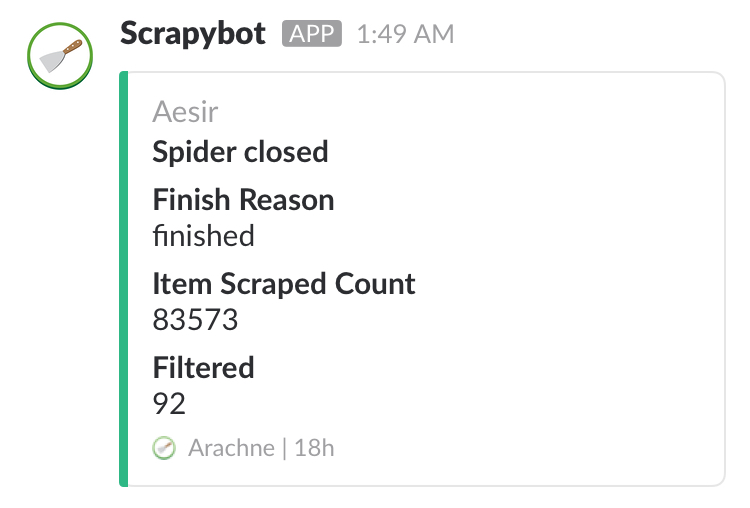 Scrapybot APP 1:49 AM
Aesir
Spider closed
Finish Reason
finished
Item Scraped Count
83573
Filtered
92
Arachne | 18h